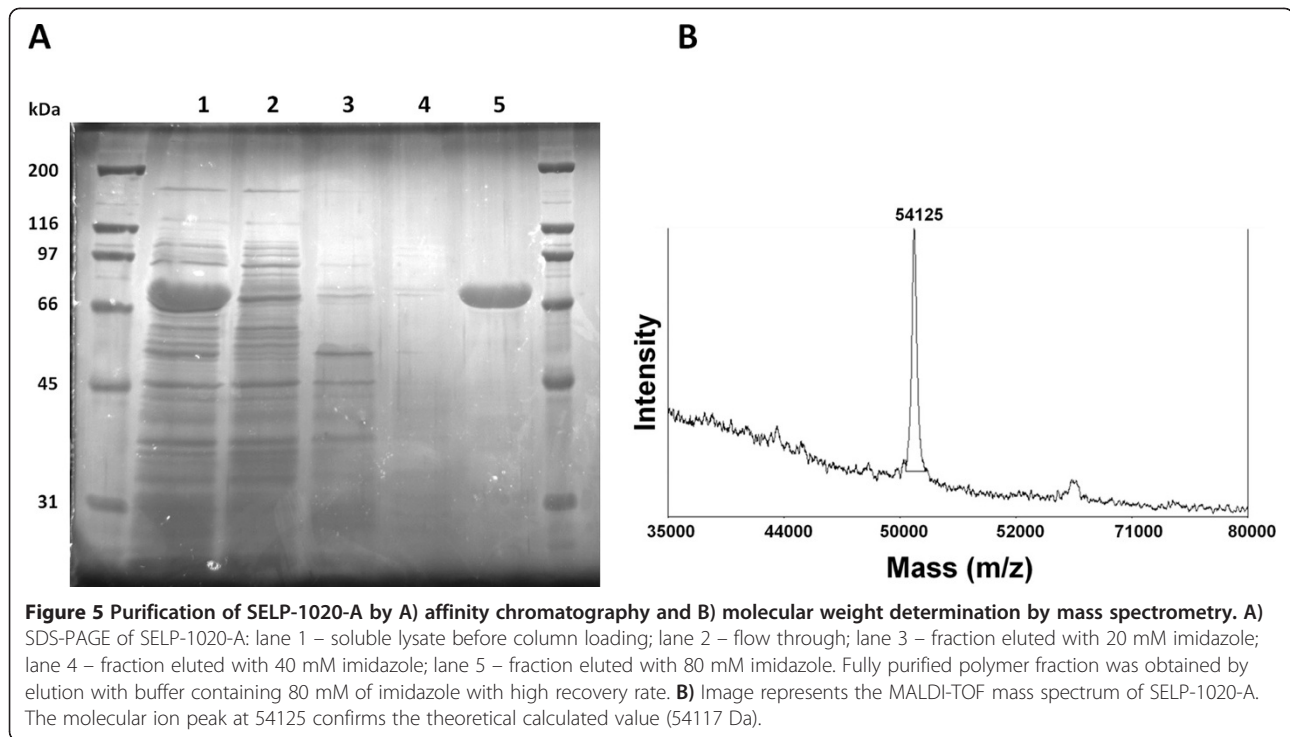 A
B
kDa
1 2 3 4 5
200
116
97
66
45
31
54125
Intensity
35000 44000 50000 52000 71000 80000
Mass (m/z)
Figure 5 Purification of SELP-1020-A by A) affinity chromatography and B) molecular weight determination by mass spectrometry. A)
SDS-PAGE of SELP-1020-A: lane 1 – soluble lysate before column loading; lane 2 – flow through; lane 3 – fraction eluted with 20 mM imidazole;
lane 4 – fraction eluted with 40 mM imidazole; lane 5 – fraction eluted with 80 mM imidazole. Fully purified polymer fraction was obtained by
elution with buffer containing 80 mM of imidazole with high recovery rate. B) Image represents the MALDI-TOF mass spectrum of SELP-1020-A.
The molecular ion peak at 54125 confirms the theoretical calculated value (54117 Da).